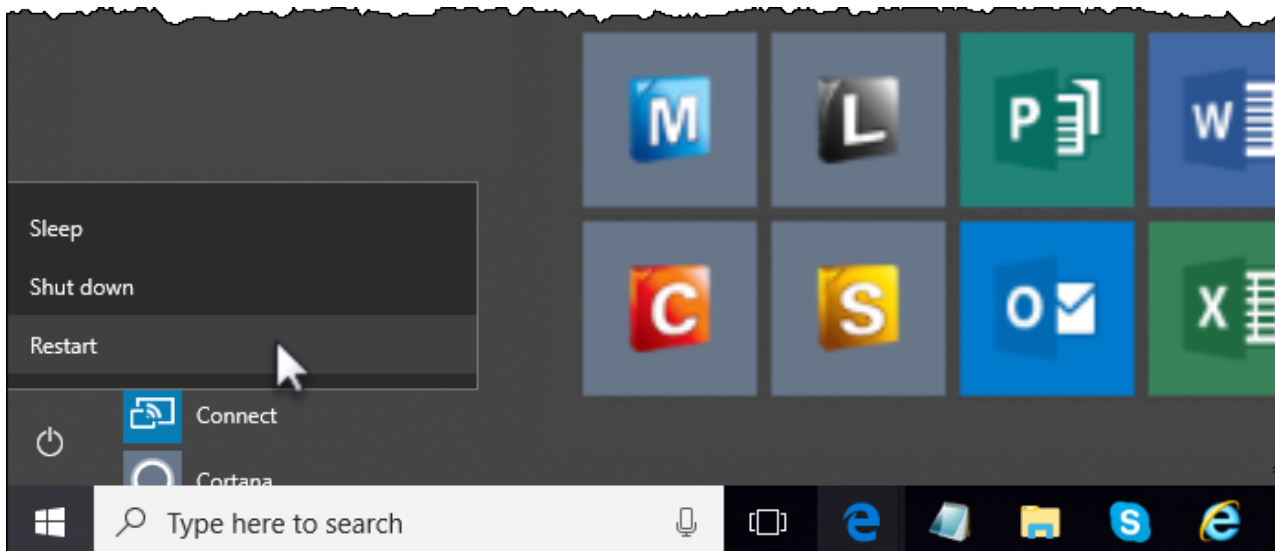 M
L
P
W
Sleep
Shut down
Restart
C
S
O
X
Connect
Cortana
Type here to search
e
S
e